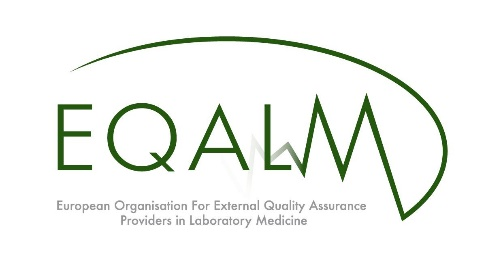 EQALM
European Organisation For External Quality Assurance
Providers in Laboratory Medicine